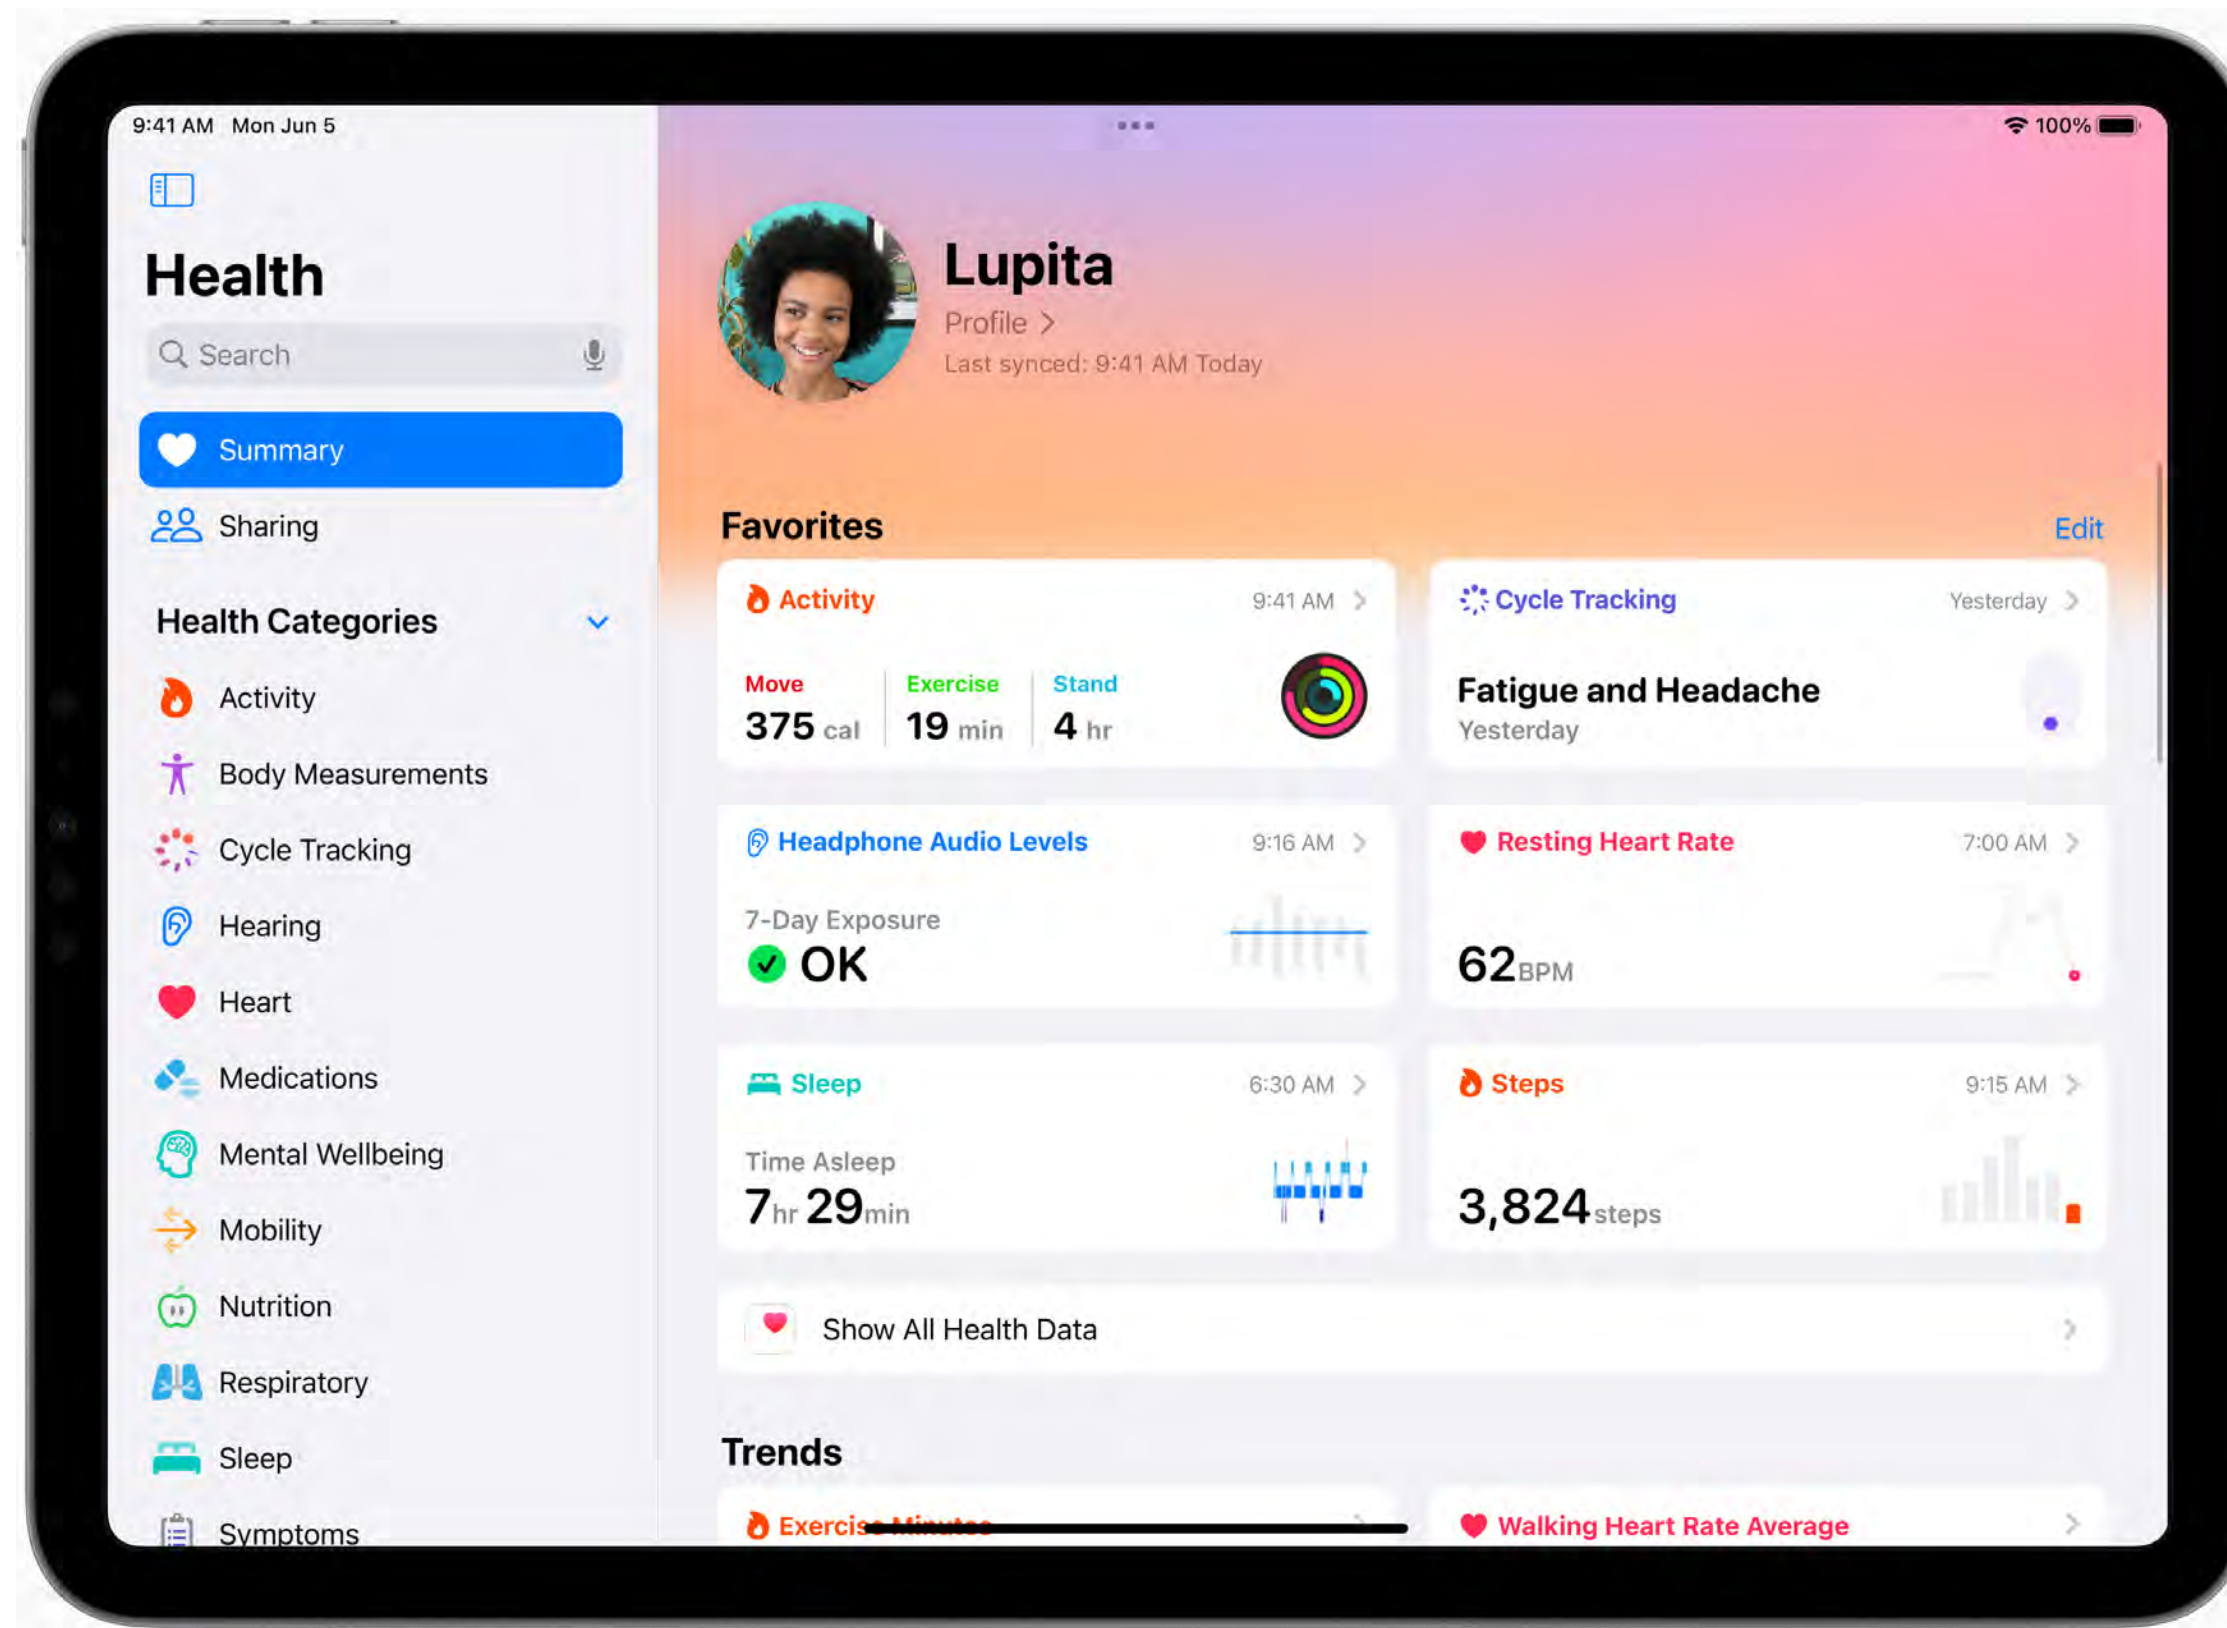 9:41 AM Mon Jun 5
100%
Health
Search
Summary
Sharing
Health Categories
Activity
Body Measurements
Cycle Tracking
Hearing
Heart
Medications
Mental Wellbeing
Mobility
Nutrition
Respiratory
Sleep
Symptoms
Lupita
Profile >
Last synced: 9:41 AM Today
Favorites
Edit
Activity
9:41 AM >
Move
Exercise
Stand
375 cal
19 min
4 hr
Cycle Tracking
Yesterday >
Fatigue and Headache
Yesterday
Headphone Audio Levels
9:16 AM >
7-Day Exposure
OK
Resting Heart Rate
7:00 AM >
62 BPM
Sleep
6:30 AM >
Time Asleep
7 hr 29 min
Steps
9:15 AM >
3,824 steps
Show All Health Data >
Trends
Exercise Minutes >
Walking Heart Rate Average >